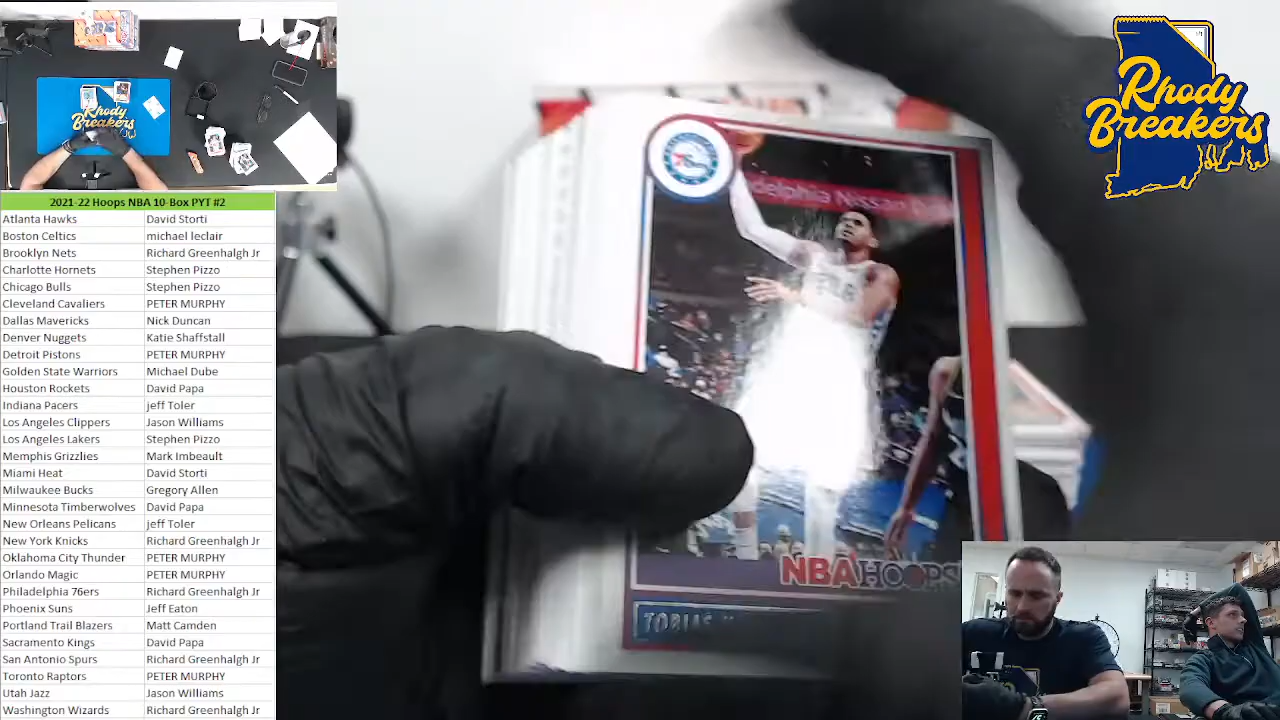 2021-22 Hoops NBA 10-Box PYT #2
Atlanta Hawks David Storti
Boston Celtics michael leclair
Brooklyn Nets Richard Greenhalgh Jr
Charlotte Hornets Stephen Pizzo
Chicago Bulls Stephen Pizzo
Cleveland Cavaliers PETER MURPHY
Dallas Mavericks Nick Duncan
Denver Nuggets Katie Shaffstall
Detroit Pistons PETER MURPHY
Golden State Warriors Michael Dube
Houston Rockets David Papa
Indiana Pacers jeff Toler
Los Angeles Clippers Jason Williams
Los Angeles Lakers Stephen Pizzo
Memphis Grizzlies Mark Imbeault
Miami Heat David Storti
Milwaukee Bucks Gregory Allen
Minnesota Timberwolves David Papa
New Orleans Pelicans jeff Toler
New York Knicks Richard Greenhalgh Jr
Oklahoma City Thunder PETER MURPHY
Orlando Magic PETER MURPHY
Philadelphia 76ers Richard Greenhalgh Jr
Phoenix Suns Jeff Eaton
Portland Trail Blazers Matt Camden
Sacramento Kings David Papa
San Antonio Spurs Richard Greenhalgh Jr
Toronto Raptors PETER MURPHY
Utah Jazz Jason Williams
Washington Wizards Richard Greenhalgh Jr
Rhody
Breakers
Rhody
Breakers
NBA HOOPS
TOBIAS